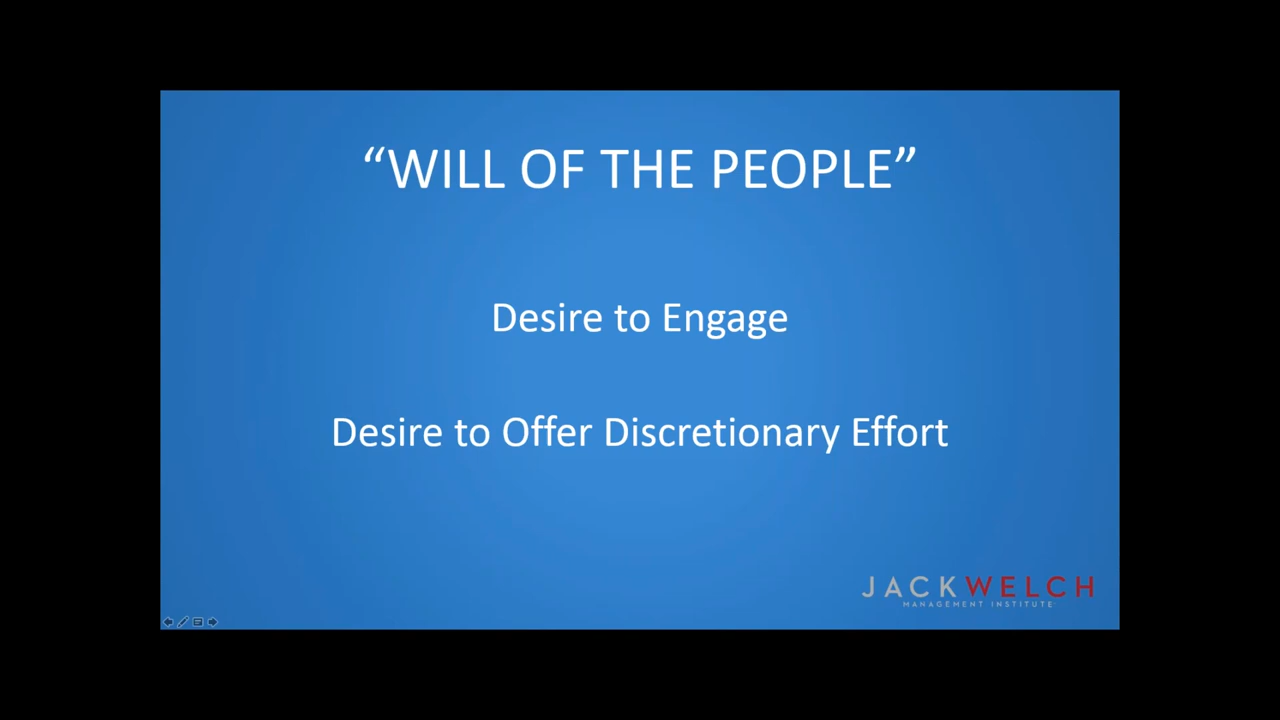 “WILL OF THE PEOPLE”
Desire to Engage
Desire to Offer Discretionary Effort
JACKWELCH
MANAGEMENT INSTITUTE